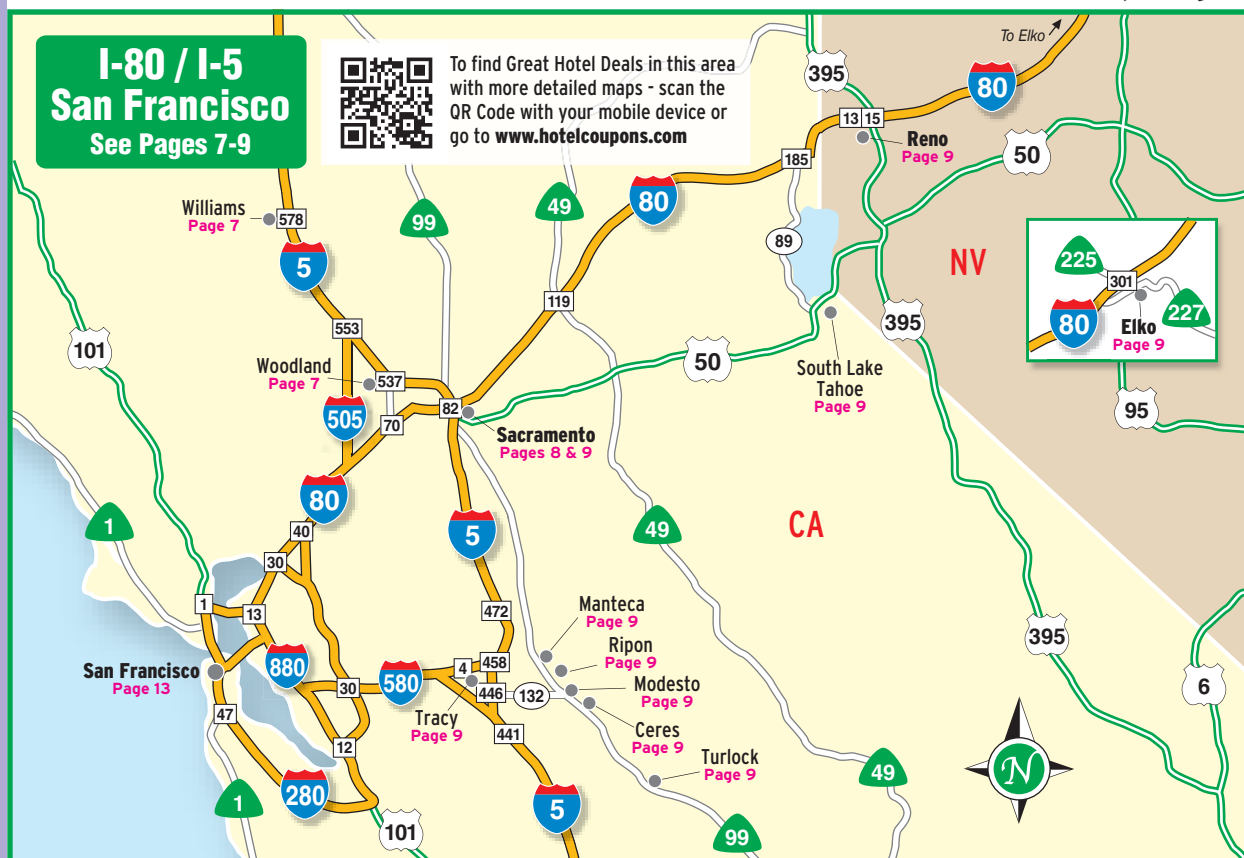 To Elko
I-80 / I-5
San Francisco
See Pages 7-9
To find Great Hotel Deals in this area
with more detailed maps - scan the
QR Code with your mobile device or
go to www.hotelcoupons.com
395
80
13 15
Reno
Page 9
50
185
Williams
Page 7
578
99
49
80
89
NV
5
225
301
227
80
Elko
Page 9
119
553
101
395
South Lake
Tahoe
Page 9
50
Woodland
Page 7
537
505
70
82
Sacramento
Pages 8 & 9
95
80
1
40
5
49
CA
30
1
13
472
Manteca
Page 9
Ripon
Page 9
Modesto
Page 9
Ceres
Page 9
395
San Francisco
Page 13
880
30
580
4
458
446
132
Tracy
Page 9
441
6
47
12
Turlock
Page 9
N
49
1
280
5
101
99